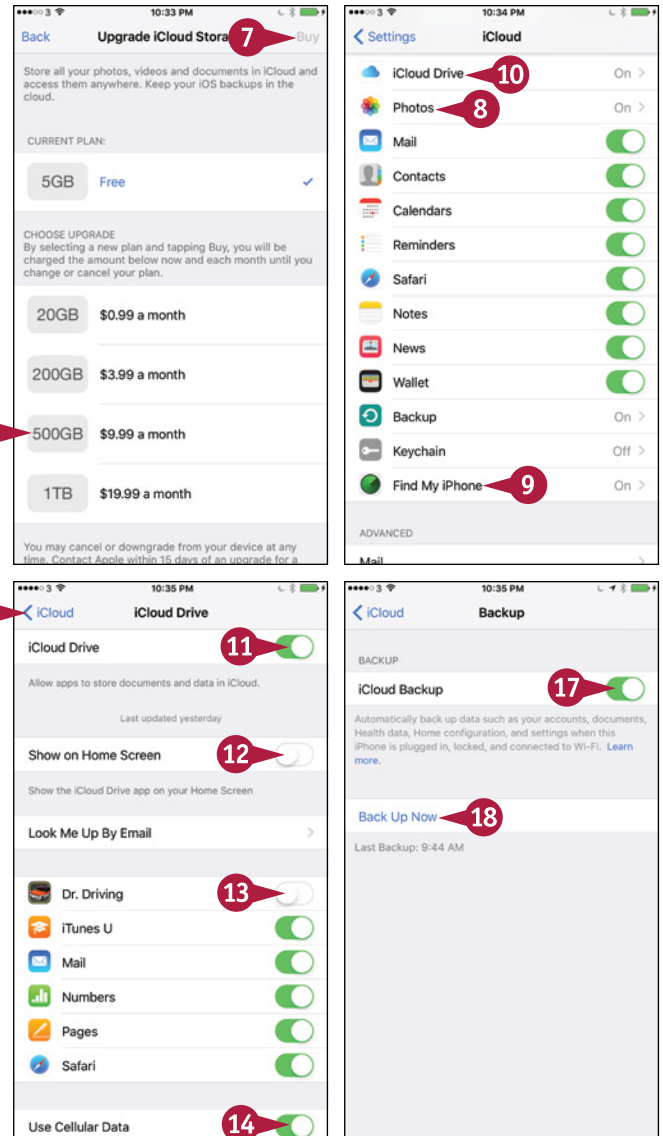 3 10:33 PM
Back Upgrade iCloud Stora 7 Buy
Store all your photos, videos and documents in iCloud and
access them anywhere. Keep your iOS backups in the
cloud.
CURRENT PLAN:
5GB Free
CHOOSE UPGRADE
By selecting a new plan and tapping Buy, you will be
charged the amount below now and each month until you
change or cancel your plan.
20GB $0.99 a month
200GB $3.99 a month
500GB $9.99 a month
1TB $19.99 a month
You may cancel or downgrade from your device at any
time. Contact Apple within 15 days of an upgrade for a
3 10:34 PM
Settings iCloud
iCloud Drive 10 On
Photos 8 On
Mail
Contacts
Calendars
Reminders
Safari
Notes
News
Wallet
Backup On
Keychain Off
Find My iPhone 9 On
ADVANCED
Mail
3 10:35 PM
iCloud iCloud Drive
iCloud Drive 11
Allow apps to store documents and data in iCloud.
Last updated yesterday
Show on Home Screen 12
Show the iCloud Drive app on your Home Screen
Look Me Up By Email
Dr. Driving 13
iTunes U
Mail
Numbers
Pages
Safari
Use Cellular Data 14
3 10:35 PM
iCloud Backup
BACKUP
iCloud Backup 17
Automatically back up data such as your accounts, documents,
Health data, Home configuration, and settings when this
iPhone is plugged in, locked, and connected to Wi-Fi. Learn
more.
Back Up Now 18
Last Backup: 9:44 AM